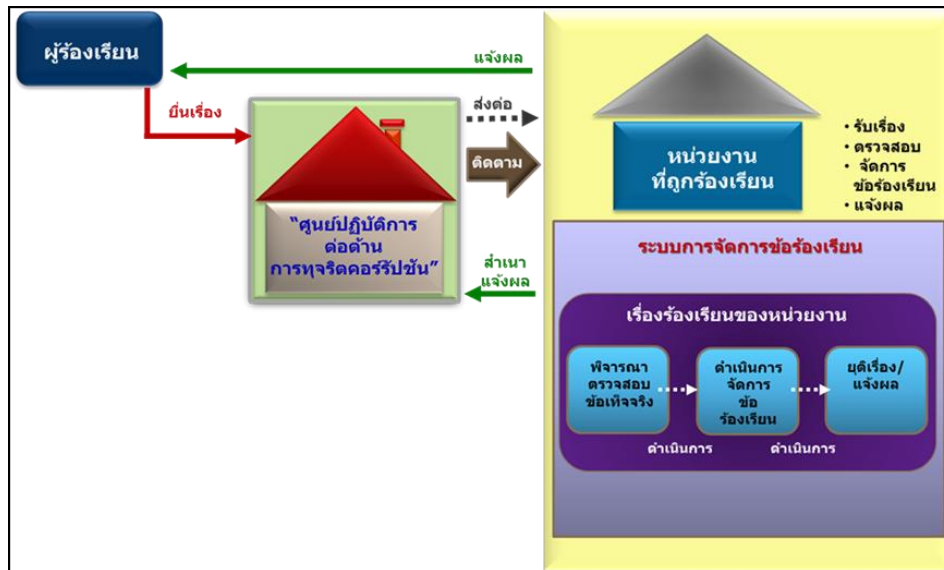 ผู้ร้องเรียน
แจ้งผล
ยื่นเรื่อง
ส่งต่อ
ติดตาม
"ศูนย์ปฏิบัติการ
ต่อต้าน
การทุจริตคอร์รัปชัน"
สำเนา
แจ้งผล
หน่วยงาน
ที่ถูกร้องเรียน
• รับเรื่อง
• ตรวจสอบ
• จัดการ
ข้อร้องเรียน
• แจ้งผล
ระบบการจัดการข้อร้องเรียน
เรื่องร้องเรียนของหน่วยงาน
พิจารณา
ตรวจสอบ
ข้อเท็จจริง
ดำเนินการ
จัดการ
ข้อ
ร้องเรียน
ยุติเรื่อง/
แจ้งผล
ดำเนินการ
ดำเนินการ